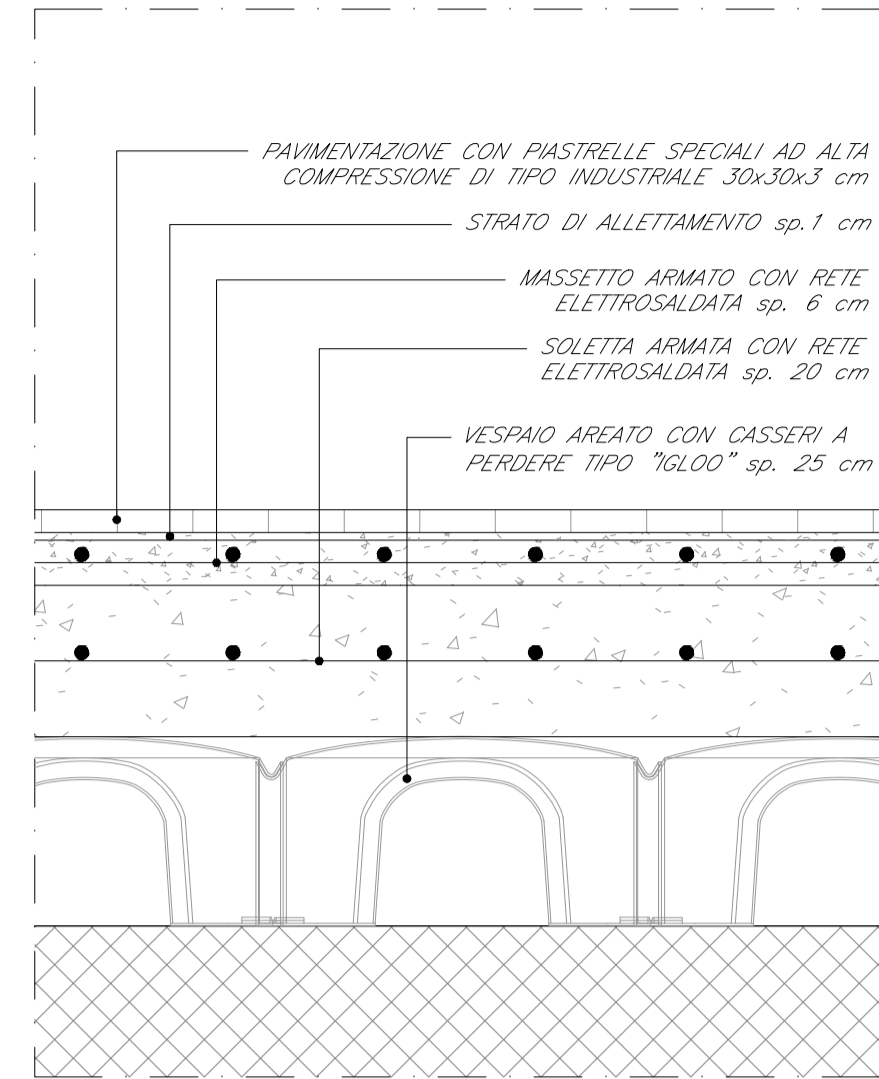 PAVIMENTAZIONE CON PIASTRELLE SPECIALI AD ALTA
COMPRESSIONE DI TIPO INDUSTRIALE 30x30x3 cm
STRATO DI ALLETTAMENTO sp.1 cm
MASSETTO ARMATO CON RETE
ELETTROSALDATA sp. 6 cm
SOLETTA ARMATA CON RETE
ELETTROSALDATA sp. 20 cm
VESPAIO AREATO CON CASSERI A
PERDERE TIPO "IGLOO" sp. 25 cm